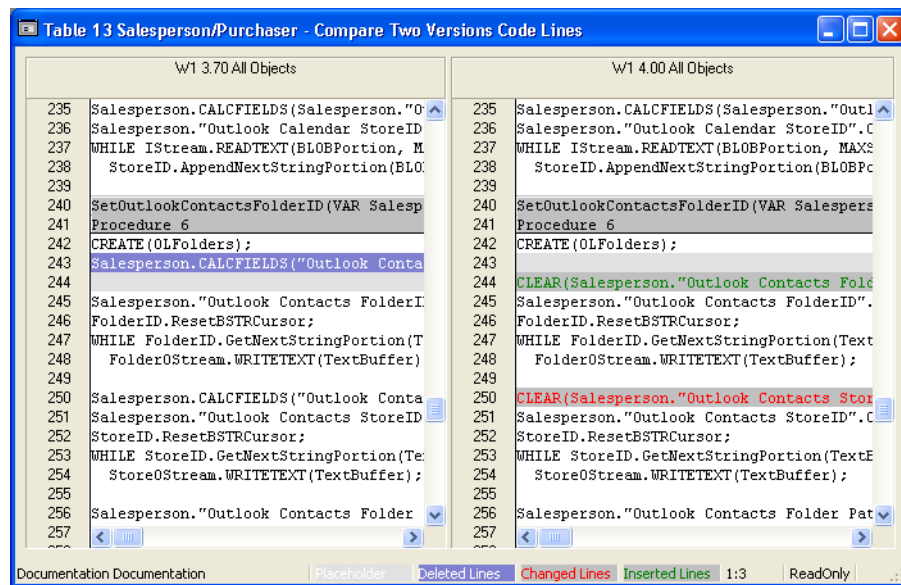 Table 13 Salesperson/Purchaser - Compare Two Versions Code Lines
W1 3.70 All Objects
235 Salesperson.CALCFIELDS(Salesperson."O
236 Salesperson."Outlook Calendar StoreID
237 WHILE IStream.READTEXT(BLOBPortion, M
238 StoreID.AppendNextStringPortion(BLO
239
240 SetOutlookContactsFolderID(VAR Salesp
241 Procedure 6
242 CREATE(OLFolders);
243 Salesperson.CALCFIELDS("Outlook Conta
244
245 Salesperson."Outlook Contacts FolderI
246 FolderID.ResetBSTRCursor;
247 WHILE FolderID.GetNextStringPortion(T
248 FolderOStream.WRITETEXT(TextBuffer)
249
250 Salesperson.CALCFIELDS("Outlook Conta
251 Salesperson."Outlook Contacts StoreID
252 StoreID.ResetBSTRCursor;
253 WHILE StoreID.GetNextStringPortion(Te
254 StoreOStream.WRITETEXT(TextBuffer);
255
256 Salesperson."Outlook Contacts Folder
257
W1 4.00 All Objects
235 Salesperson.CALCFIELDS(Salesperson."Outl
236 Salesperson."Outlook Calendar StoreID".C
237 WHILE IStream.READTEXT(BLOBPortion, MAXS
238 StoreID.AppendNextStringPortion(BLOBPo
239
240 SetOutlookContactsFolderID(VAR Salespers
241 Procedure 6
242 CREATE(OLFolders);
243
244 CLEAR(Salesperson."Outlook Contacts Fold
245 Salesperson."Outlook Contacts FolderID".
246 FolderID.ResetBSTRCursor;
247 WHILE FolderID.GetNextStringPortion(Text
248 FolderOStream.WRITETEXT(TextBuffer);
249
250 CLEAR(Salesperson."Outlook Contacts Stor
251 Salesperson."Outlook Contacts StoreID".C
252 StoreID.ResetBSTRCursor;
253 WHILE StoreID.GetNextStringPortion(TextB
254 StoreOStream.WRITETEXT(TextBuffer);
255
256 Salesperson."Outlook Contacts Folder Pat
257
Documentation Documentation Placeholder Deleted Lines Changed Lines Inserted Lines 1:3 ReadOnly